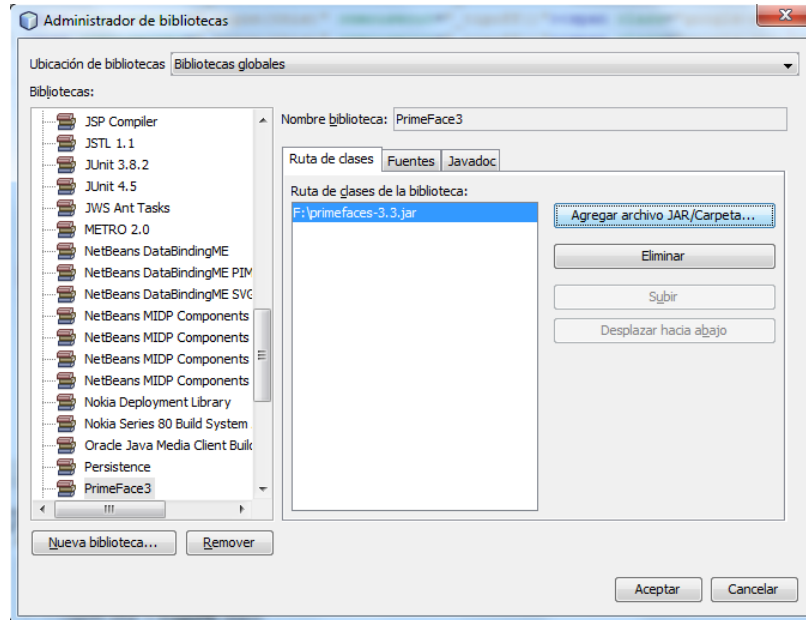 Administrador de bibliotecas
Ubicación de bibliotecas Bibliotecas globales
Bibliotecas:
JSP Compiler
JSTL 1.1
JUnit 3.8.2
JUnit 4.5
JWS Ant Tasks
METRO 2.0
NetBeans DataBindingME
NetBeans DataBindingME PIM
NetBeans DataBindingME SVG
NetBeans MIDP Components
NetBeans MIDP Components
NetBeans MIDP Components
NetBeans MIDP Components
Nokia Deployment Library
Nokia Series 80 Build System
Oracle Java Media Client Build
Persistence
PrimeFace3
Nueva biblioteca...
Remover
Nombre biblioteca: PrimeFace3
Ruta de clases Fuentes Javadoc
Ruta de clases de la biblioteca:
F:\primefaces-3.3.jar
Agregar archivo JAR/Carpeta...
Eliminar
Subir
Desplazar hacia abajo
Aceptar
Cancelar